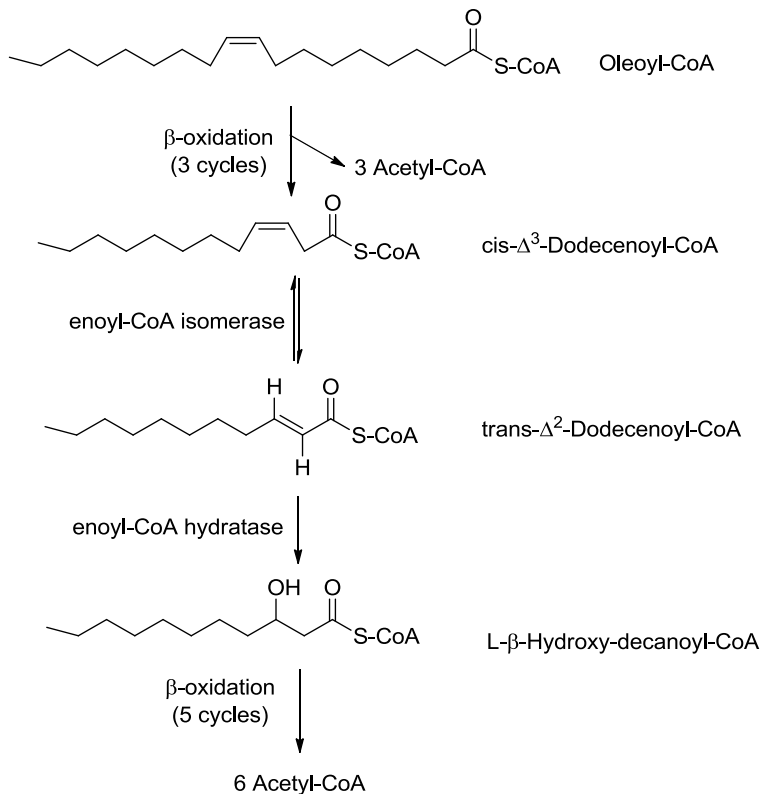 O
S-CoA
Oleoyl-CoA
β-oxidation
(3 cycles)
3 Acetyl-CoA
O
S-CoA
cis-Δ³-Dodecenoyl-CoA
enoyl-CoA isomerase
H
O
S-CoA
H
trans-Δ²-Dodecenoyl-CoA
enoyl-CoA hydratase
OH
O
S-CoA
L-β-Hydroxy-decanoyl-CoA
β-oxidation
(5 cycles)
6 Acetyl-CoA